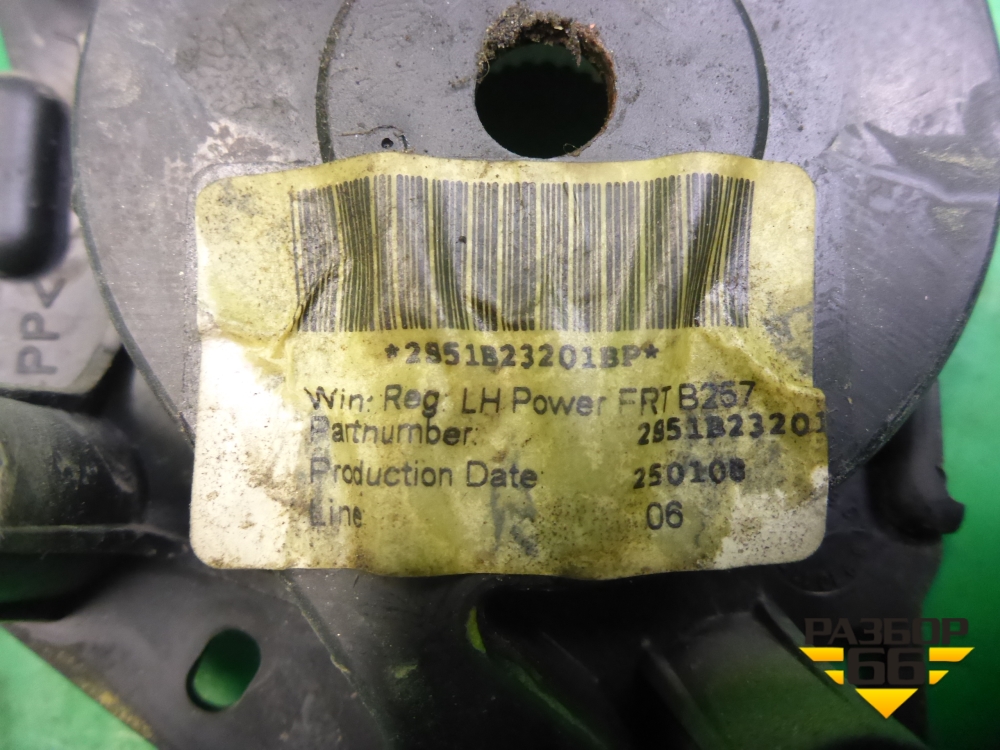 *2S51B23201BP*
Win: Reg: LH Power FRT B257
Partnumber: 2S51B23201
Production Date: 250108
Line 06
PP<
РАЗБОР
66